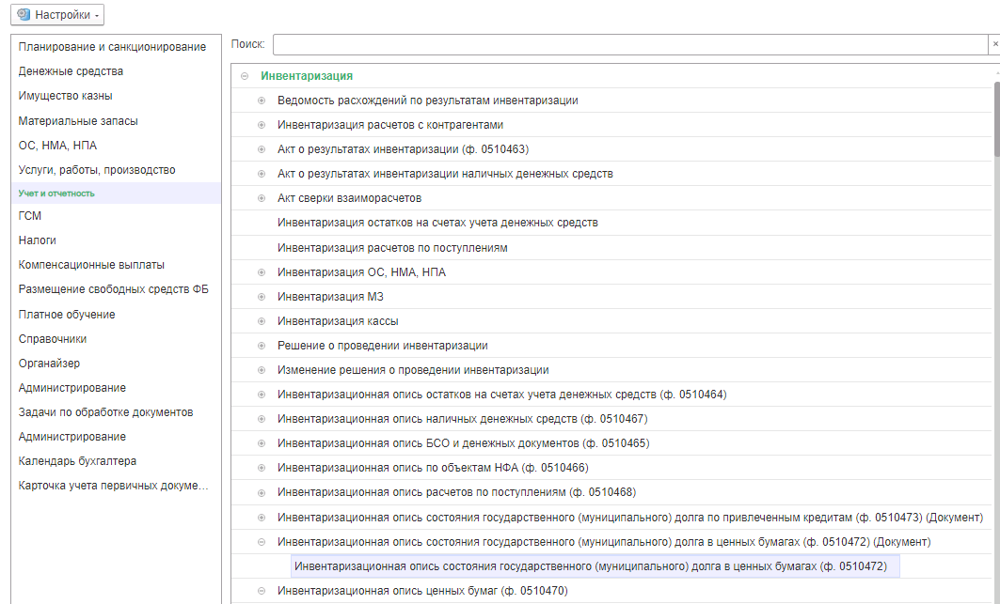 Настройки
Планирование и санкционирование
Денежные средства
Имущество казны
Материальные запасы
ОС, НМА, НПА
Услуги, работы, производство
Учет и отчетность
ГСМ
Налоги
Компенсационные выплаты
Размещение свободных средств ФБ
Платное обучение
Справочники
Органайзер
Администрирование
Задачи по обработке документов
Администрирование
Календарь бухгалтера
Карточка учета первичных докуме...
Поиск:
Инвентаризация
Ведомость расхождений по результатам инвентаризации
Инвентаризация расчетов с контрагентами
Акт о результатах инвентаризации (ф. 0510463)
Акт о результатах инвентаризации наличных денежных средств
Акт сверки взаиморасчетов
Инвентаризация остатков на счетах учета денежных средств
Инвентаризация расчетов по поступлениям
Инвентаризация ОС, НМА, НПА
Инвентаризация МЗ
Инвентаризация кассы
Решение о проведении инвентаризации
Изменение решения о проведении инвентаризации
Инвентаризационная опись остатков на счетах учета денежных средств (ф. 0510464)
Инвентаризационная опись наличных денежных средств (ф. 0510467)
Инвентаризационная опись БСО и денежных документов (ф. 0510465)
Инвентаризационная опись по объектам НФА (ф. 0510466)
Инвентаризационная опись расчетов по поступлениям (ф. 0510468)
Инвентаризационная опись состояния государственного (муниципального) долга по привлеченным кредитам (ф. 0510473) (Документ)
Инвентаризационная опись состояния государственного (муниципального) долга в ценных бумагах (ф. 0510472) (Документ)
Инвентаризационная опись состояния государственного (муниципального) долга в ценных бумагах (ф. 0510472)
Инвентаризационная опись ценных бумаг (ф. 0510470)